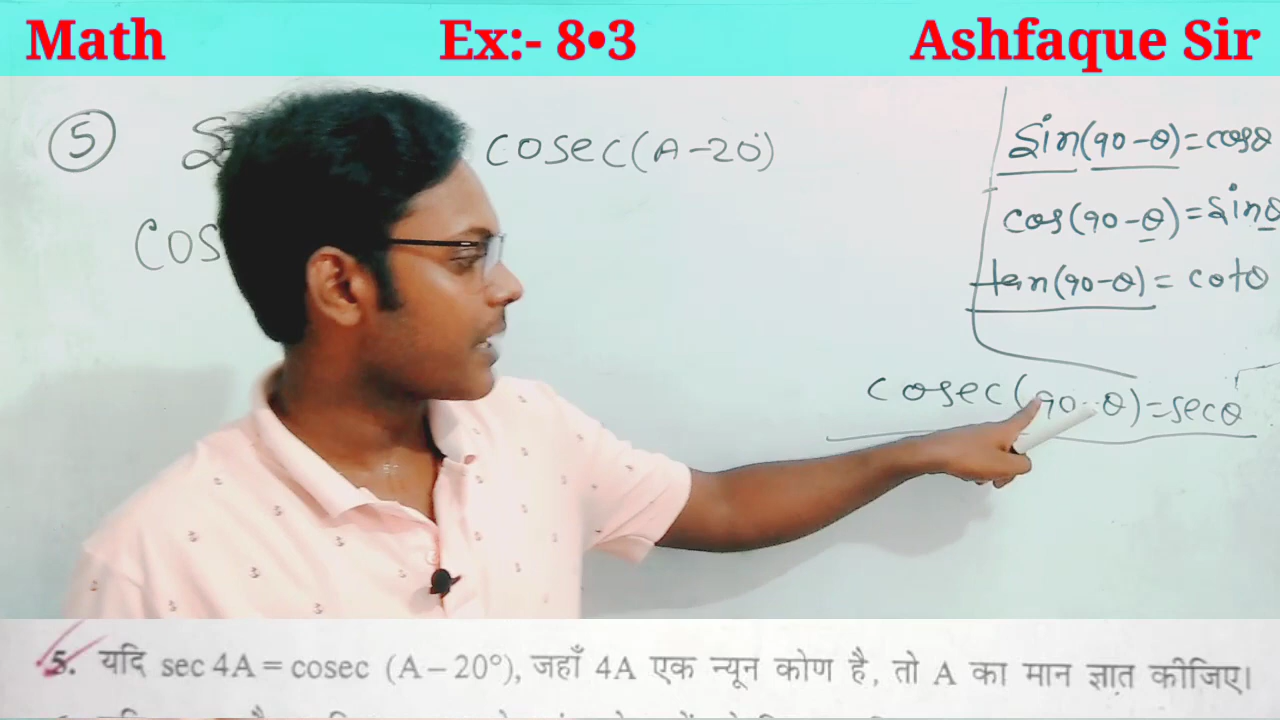 Math Ex:- 8•3 Ashfaque Sir
5 cosec(A-20°)
cos
sin(90-θ)=cosθ
cos(90-θ)=sinθ
tan(90-θ)=cotθ
cosec(90-θ)=secθ
5. यदि sec 4A = cosec (A – 20°), जहाँ 4A एक न्यून कोण है, तो A का मान ज्ञात कीजिए।